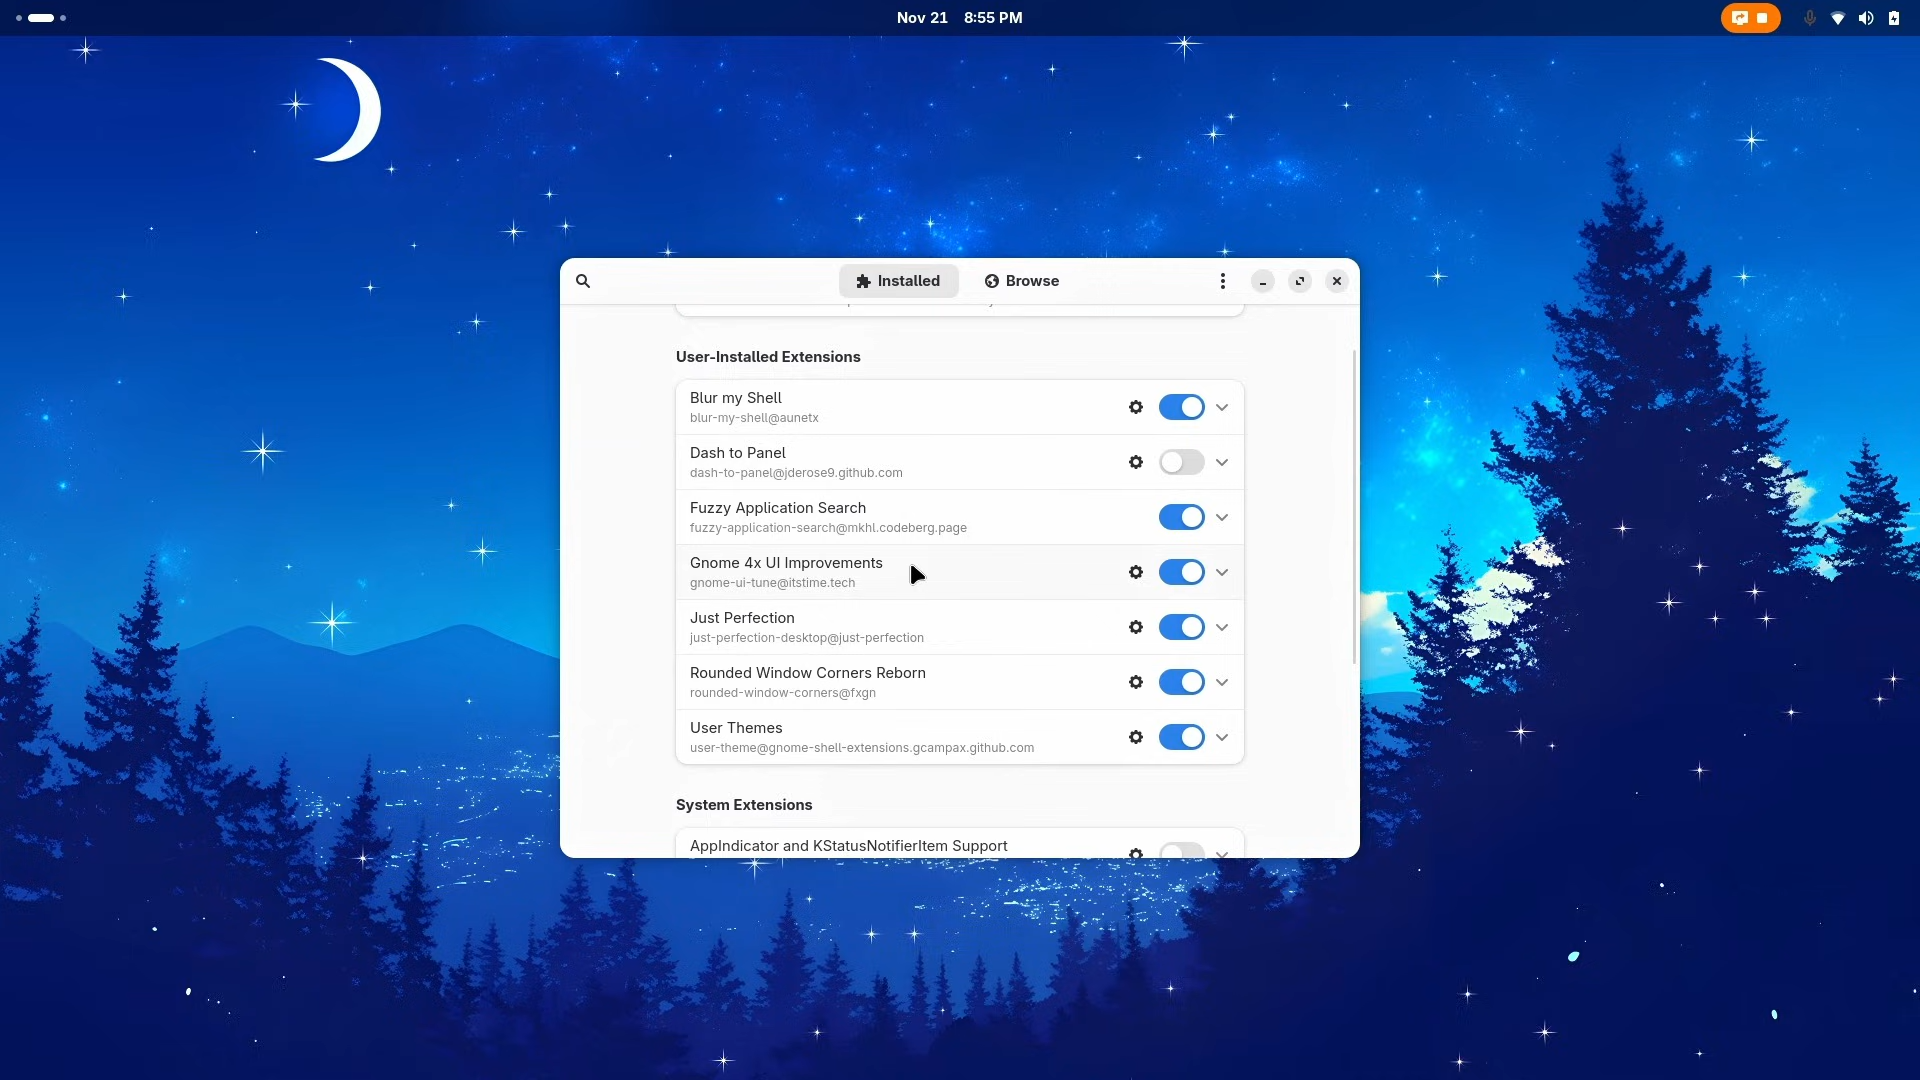 Nov 21 8:55 PM
Installed
Browse
User-Installed Extensions
Blur my Shell
blur-my-shell@aunetx
Dash to Panel
dash-to-panel@jderose9.github.com
Fuzzy Application Search
fuzzy-application-search@mkhl.codeberg.page
Gnome 4x UI Improvements
gnome-ui-tune@itstime.tech
Just Perfection
just-perfection-desktop@just-perfection
Rounded Window Corners Reborn
rounded-window-corners@fxgn
User Themes
user-theme@gnome-shell-extensions.gcampax.github.com
System Extensions
AppIndicator and KStatusNotifierItem Support